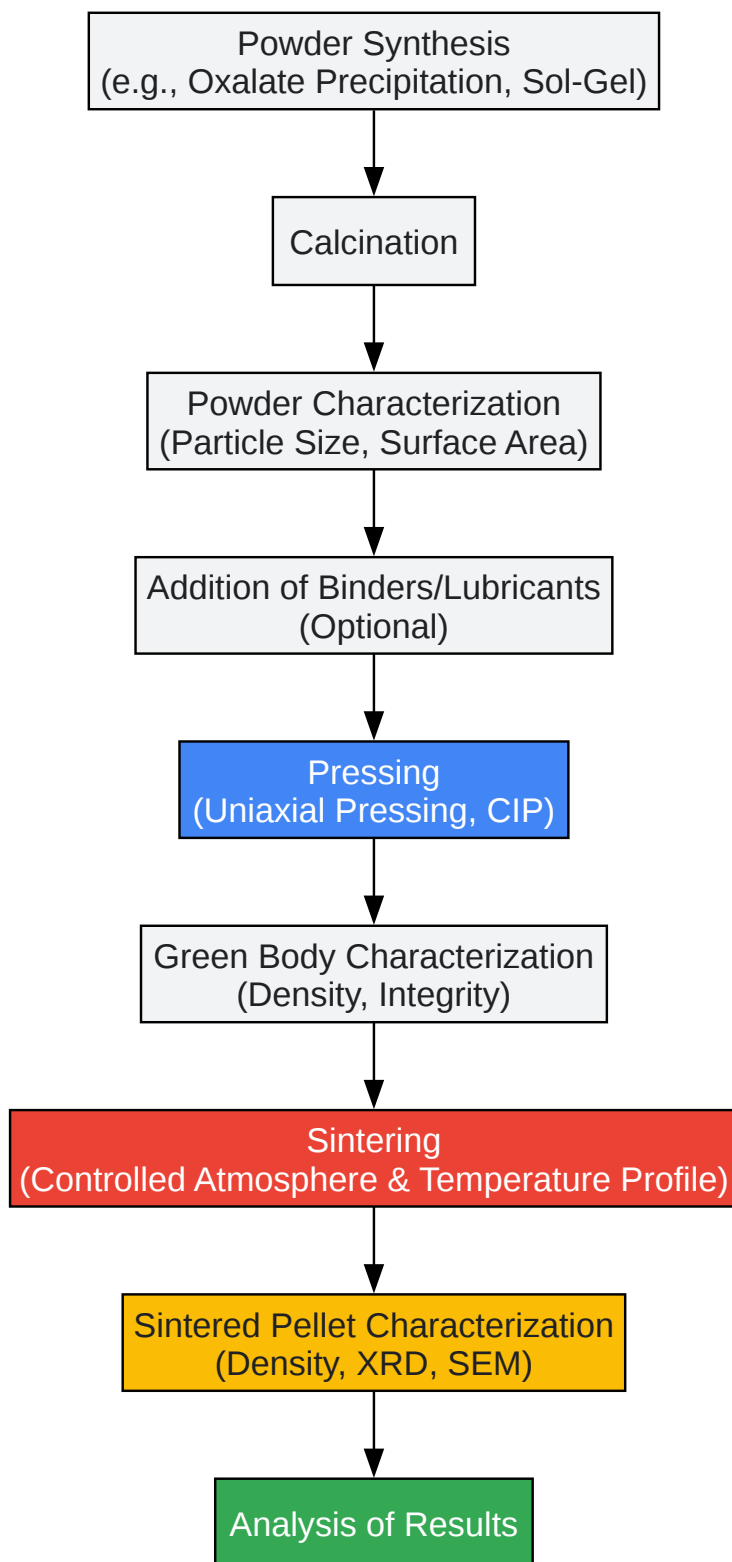 Powder Synthesis
(e.g., Oxalate Precipitation, Sol-Gel)
Calcination
Powder Characterization
(Particle Size, Surface Area)
Addition of Binders/Lubricants
(Optional)
Pressing
(Uniaxial Pressing, CIP)
Green Body Characterization
(Density, Integrity)
Sintering
(Controlled Atmosphere & Temperature Profile)
Sintered Pellet Characterization
(Density, XRD, SEM)
Analysis of Results